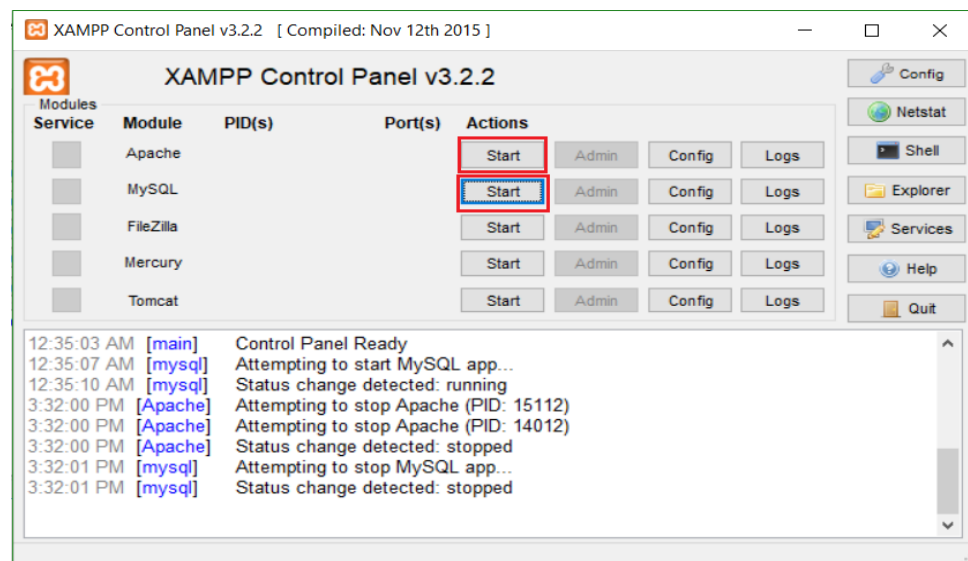 XAMPP Control Panel v3.2.2 [ Compiled: Nov 12th 2015 ]
XAMPP Control Panel v3.2.2
Config
Modules
Service Module PID(s) Port(s) Actions
Netstat
Apache Start Admin Config Logs
Shell
MySQL Start Admin Config Logs
Explorer
FileZilla Start Admin Config Logs
Services
Mercury Start Admin Config Logs
Help
Tomcat Start Admin Config Logs
Quit
12:35:03 AM [main] Control Panel Ready
12:35:07 AM [mysql] Attempting to start MySQL app...
12:35:10 AM [mysql] Status change detected: running
3:32:00 PM [Apache] Attempting to stop Apache (PID: 15112)
3:32:00 PM [Apache] Attempting to stop Apache (PID: 14012)
3:32:00 PM [Apache] Status change detected: stopped
3:32:01 PM [mysql] Attempting to stop MySQL app...
3:32:01 PM [mysql] Status change detected: stopped